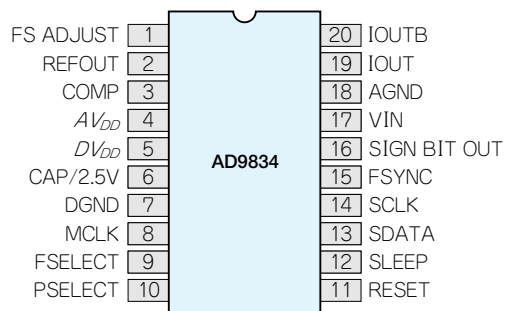 FS ADJUST 1 20 IOUTB
REFOUT 2 19 IOUT
COMP 3 18 AGND
AVDD 4 17 VIN
DVDD 5 16 SIGN BIT OUT
AD9834
CAP/2.5V 6 15 FSYNC
DGND 7 14 SCLK
MCLK 8 13 SDATA
FSELECT 9 12 SLEEP
PSELECT 10 11 RESET